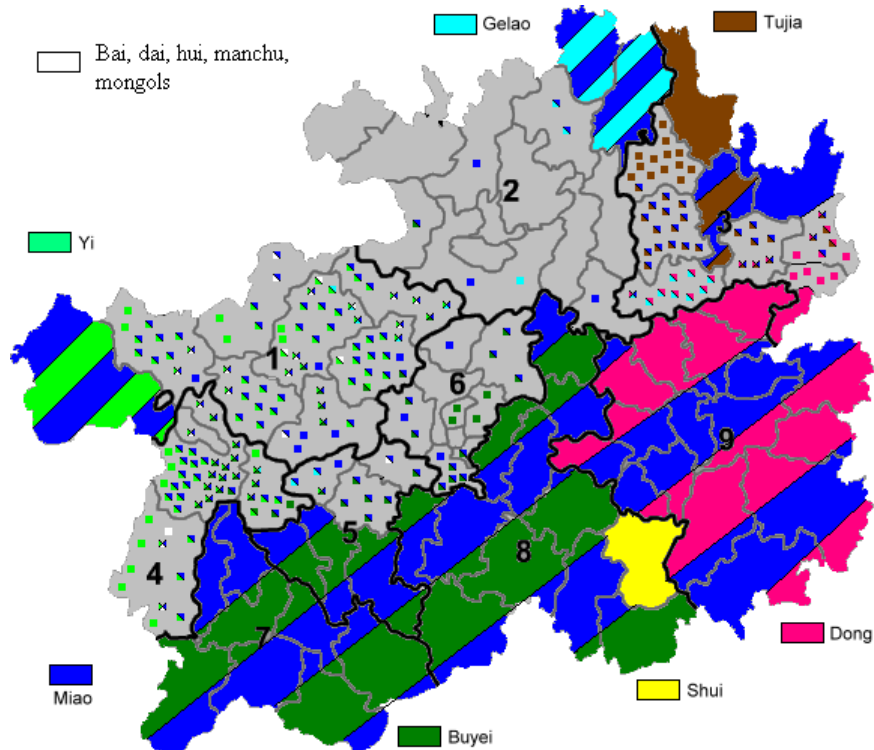 Gelao
Tujia
Bai, dai, hui, manchu,
mongols
2
3
Yi
1
6
9
5
8
4
7
Dong
Miao
Shui
Buyei